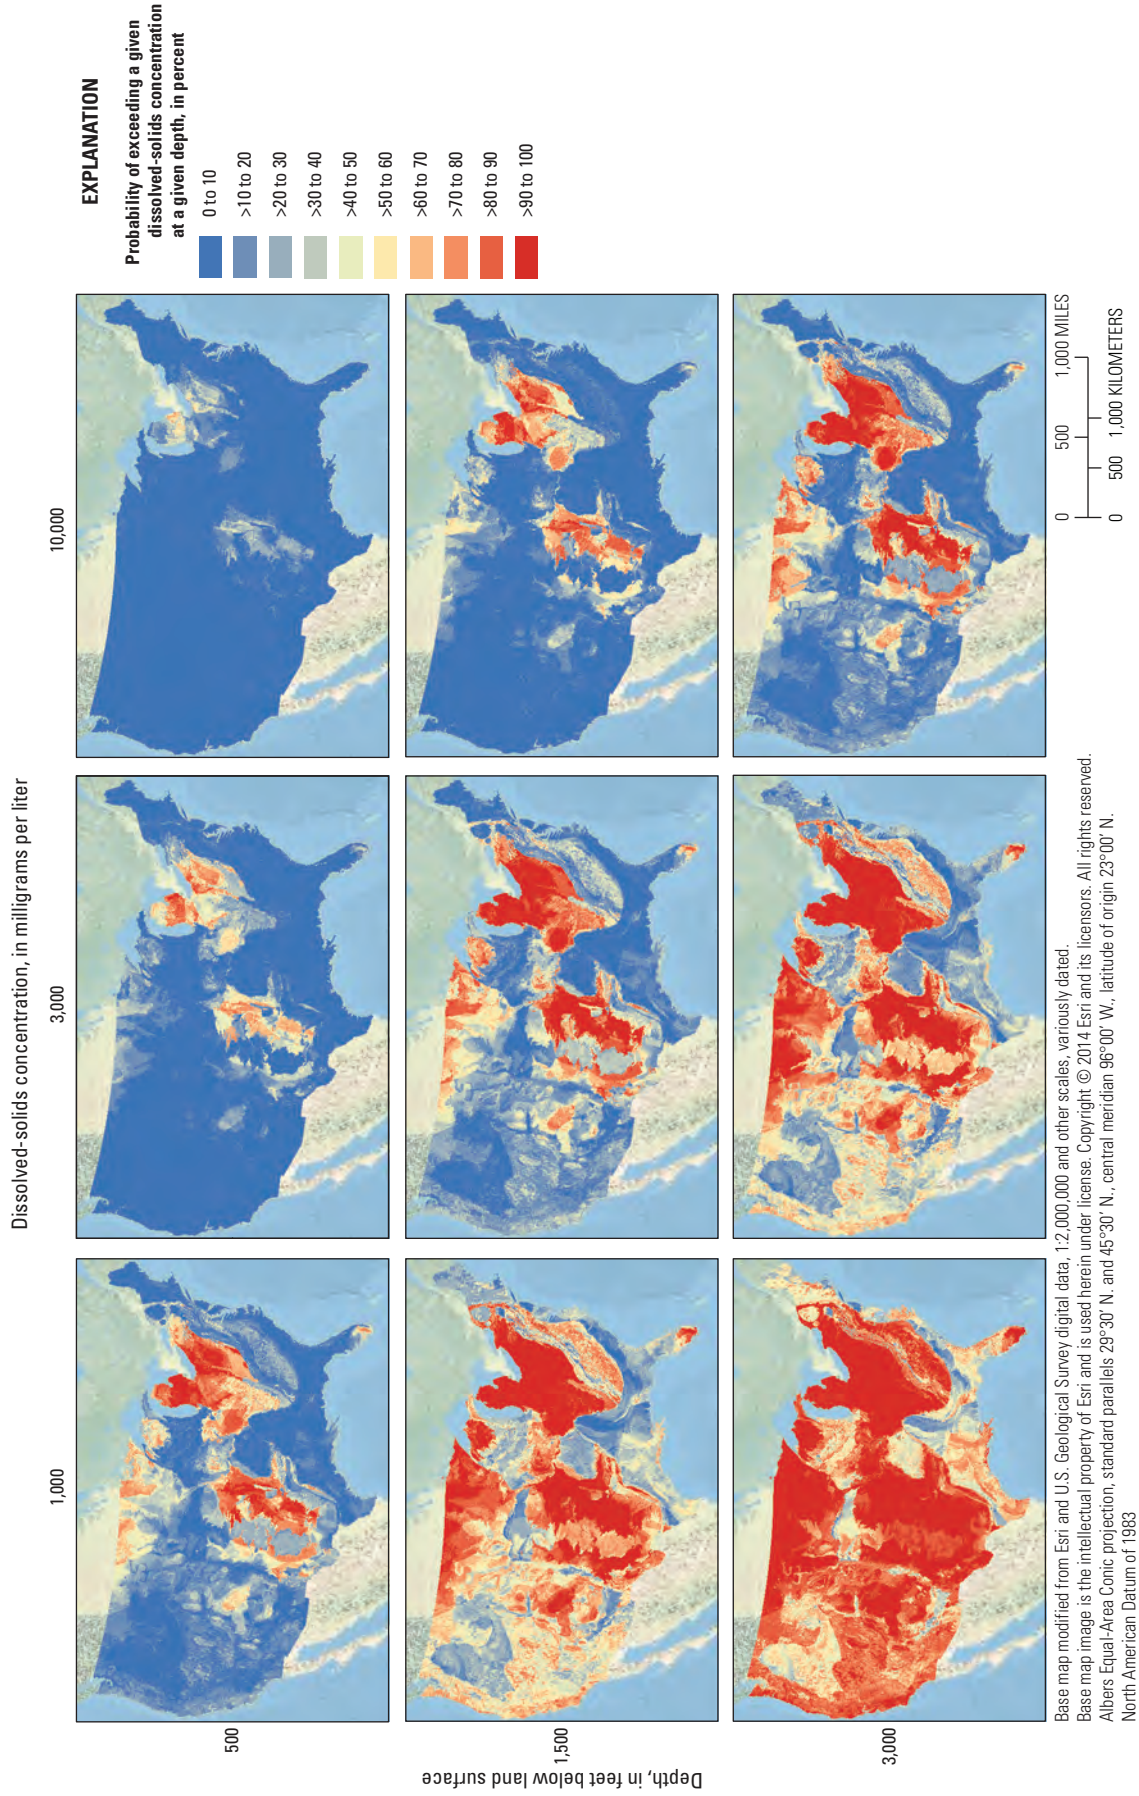 Dissolved-solids concentration, in milligrams per liter
1,000
3,000
10,000
Depth, in feet below land surface
500
1,500
3,000
EXPLANATION
Probability of exceeding a given
dissolved-solids concentration
at a given depth, in percent
0 to 10
>10 to 20
>20 to 30
>30 to 40
>40 to 50
>50 to 60
>60 to 70
>70 to 80
>80 to 90
>90 to 100
0 500 1,000 MILES
0 500 1,000 KILOMETERS
Base map modified from Esri and U.S. Geological Survey digital data, 1:2,000,000 and other scales, variously dated.
Base map image is the intellectual property of Esri and is used herein under license. Copyright © 2014 Esri and its licensors. All rights reserved.
Albers Equal-Area Conic projection, standard parallels 29°30′ N. and 45°30′ N., central meridian 96°00′ W., latitude of origin 23°00′ N.
North American Datum of 1983